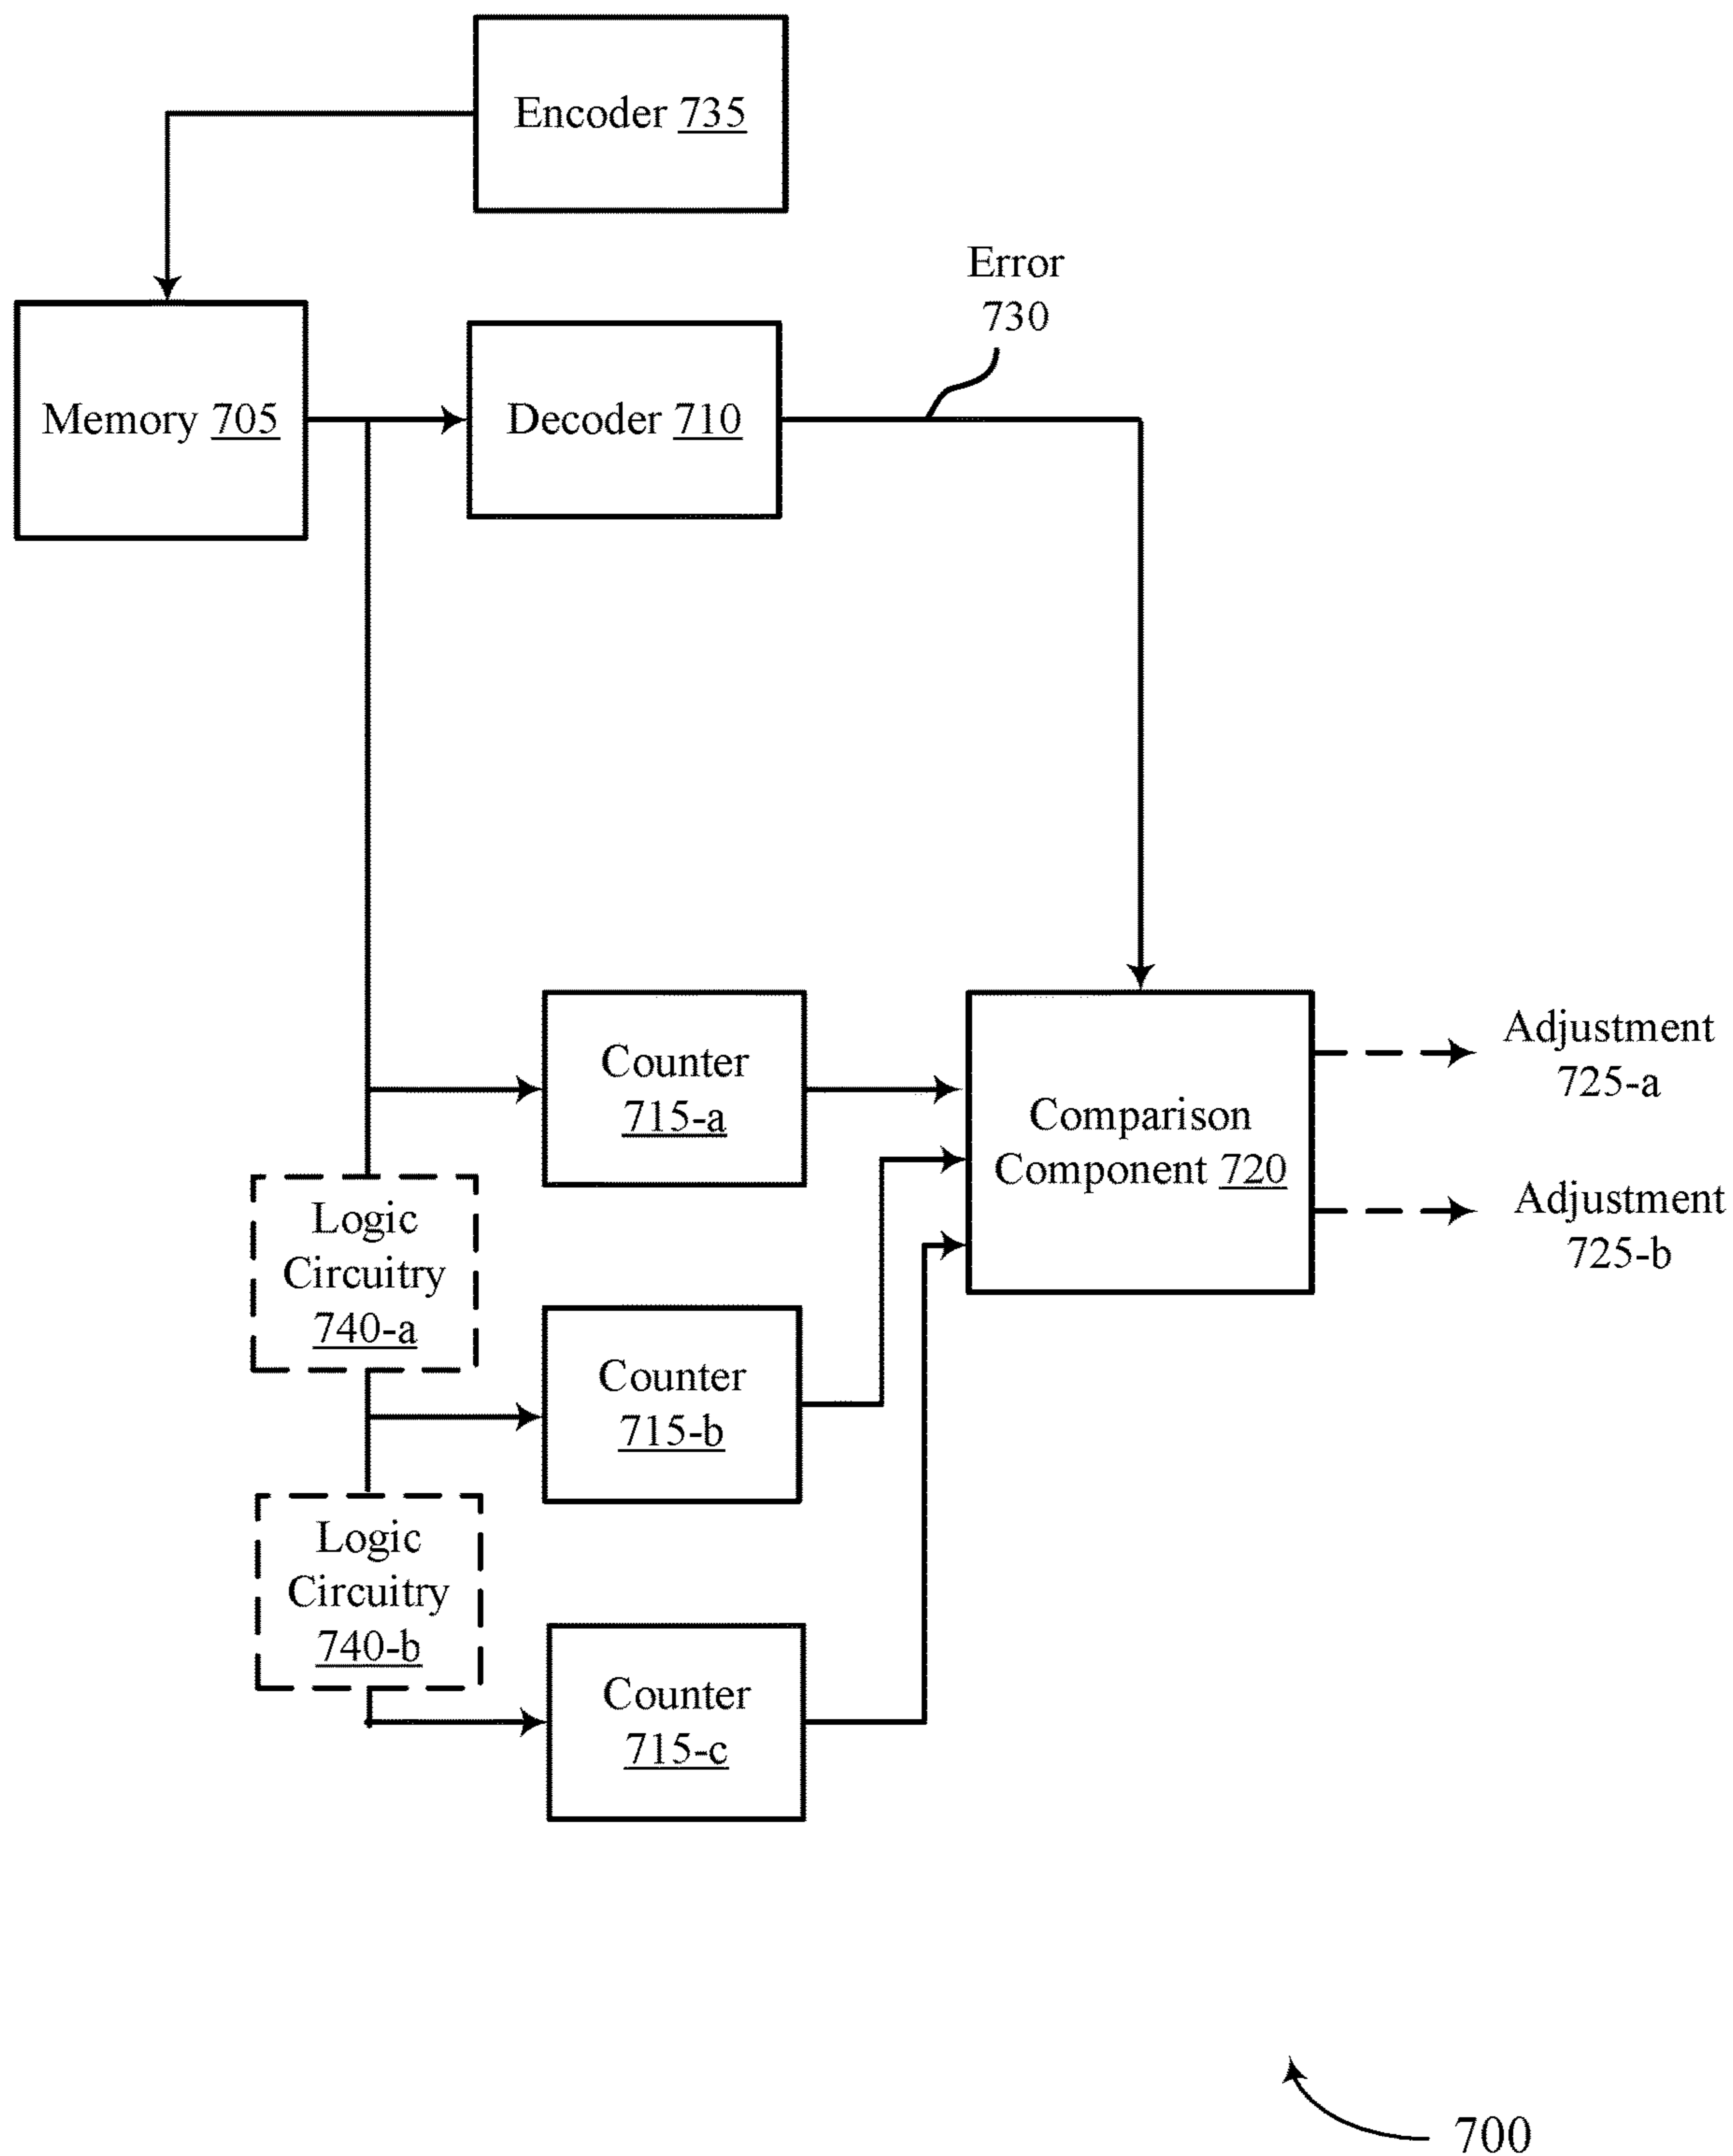 Encoder 735
Error
730
Memory 705
Decoder 710
Counter
715-a
Comparison
Component 720
Adjustment
725-a
Adjustment
725-b
Logic
Circuitry
740-a
Counter
715-b
Logic
Circuitry
740-b
Counter
715-c
700